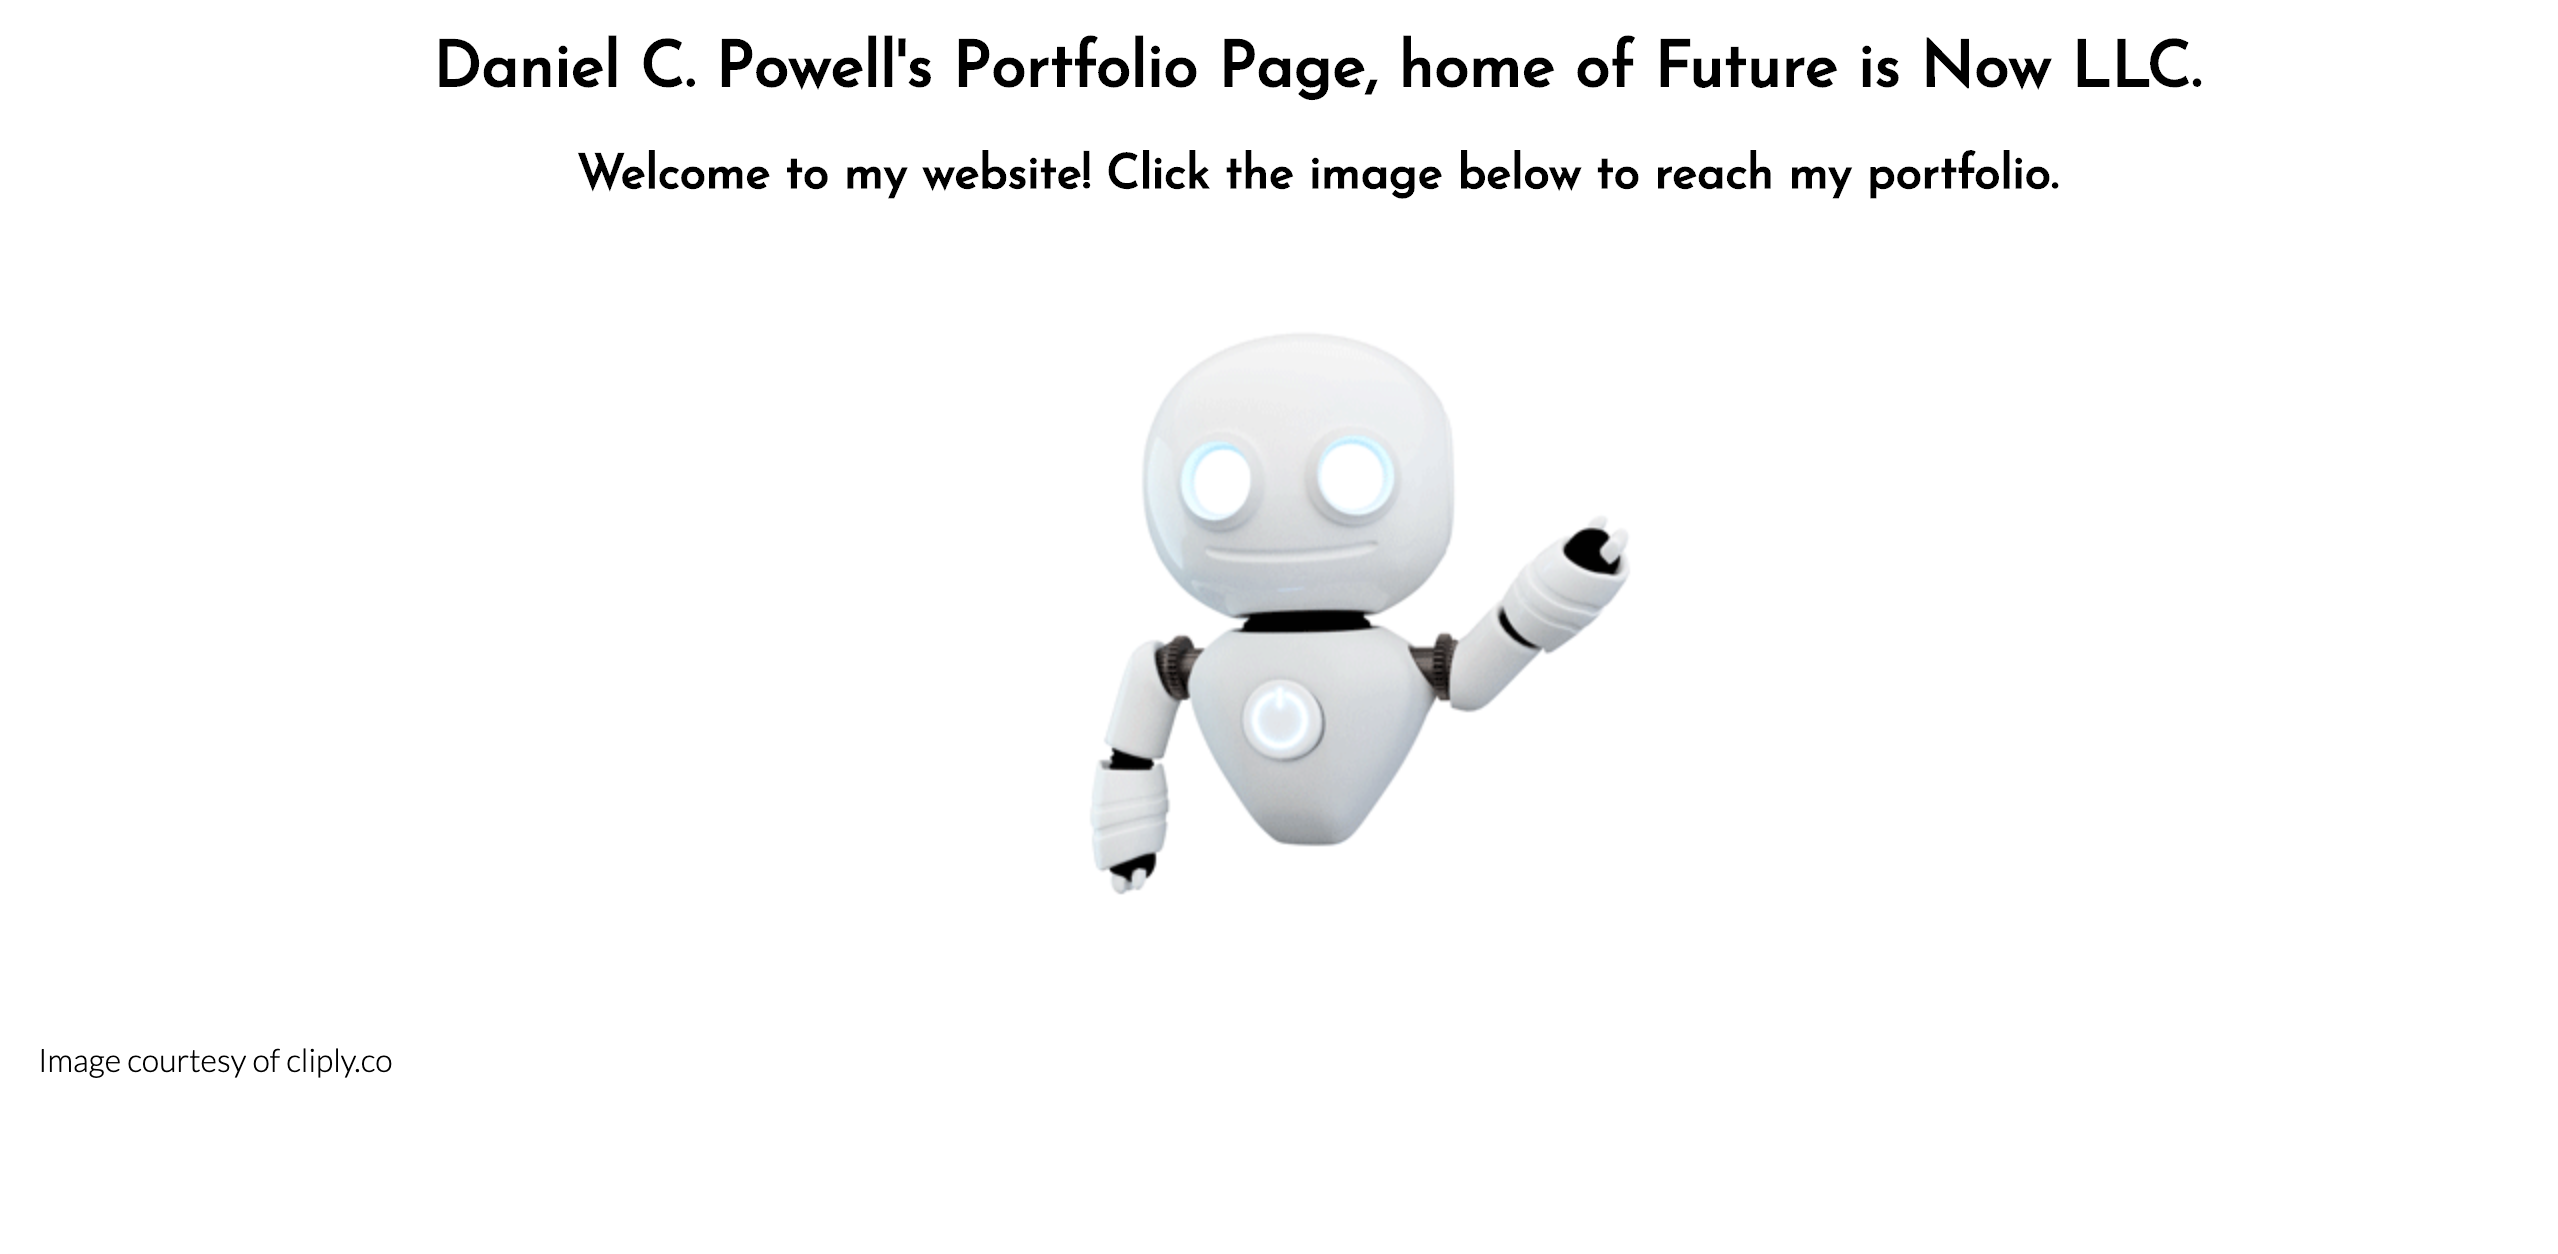 Daniel C. Powell's Portfolio Page, home of Future is Now LLC.
Welcome to my website! Click the image below to reach my portfolio.
Image courtesy of cliply.co